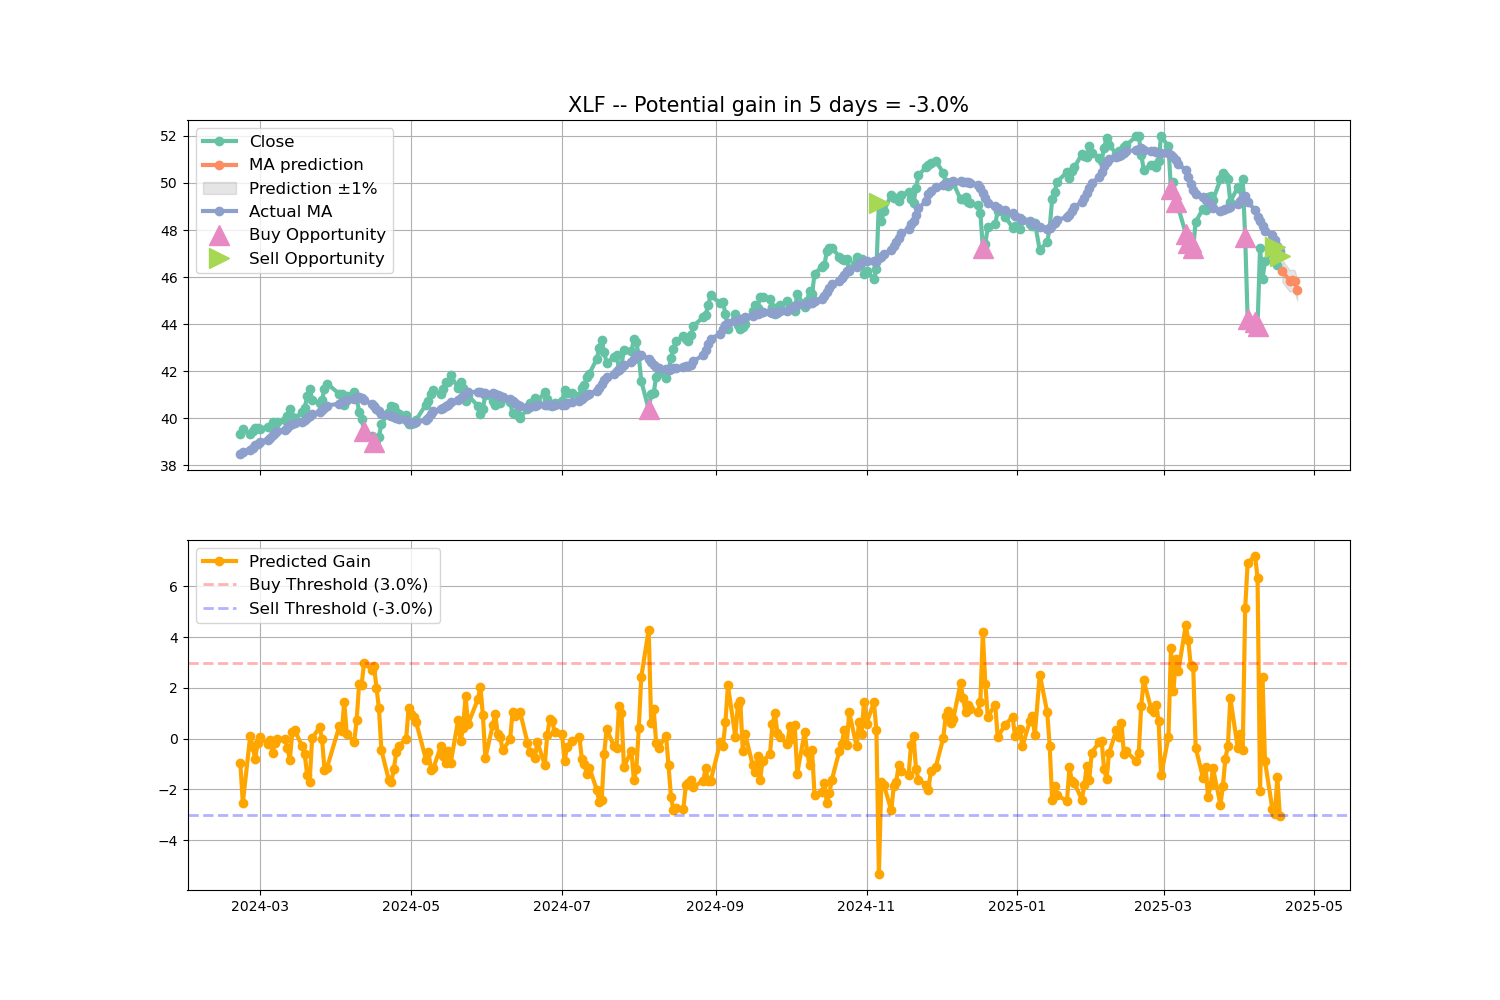 XLF -- Potential gain in 5 days = -3.0%
52
50
48
46
44
42
40
38
Close
MA prediction
Prediction ±1%
Actual MA
Buy Opportunity
Sell Opportunity
6
4
2
0
−2
−4
Predicted Gain
Buy Threshold (3.0%)
Sell Threshold (-3.0%)
2024-03
2024-05
2024-07
2024-09
2024-11
2025-01
2025-03
2025-05